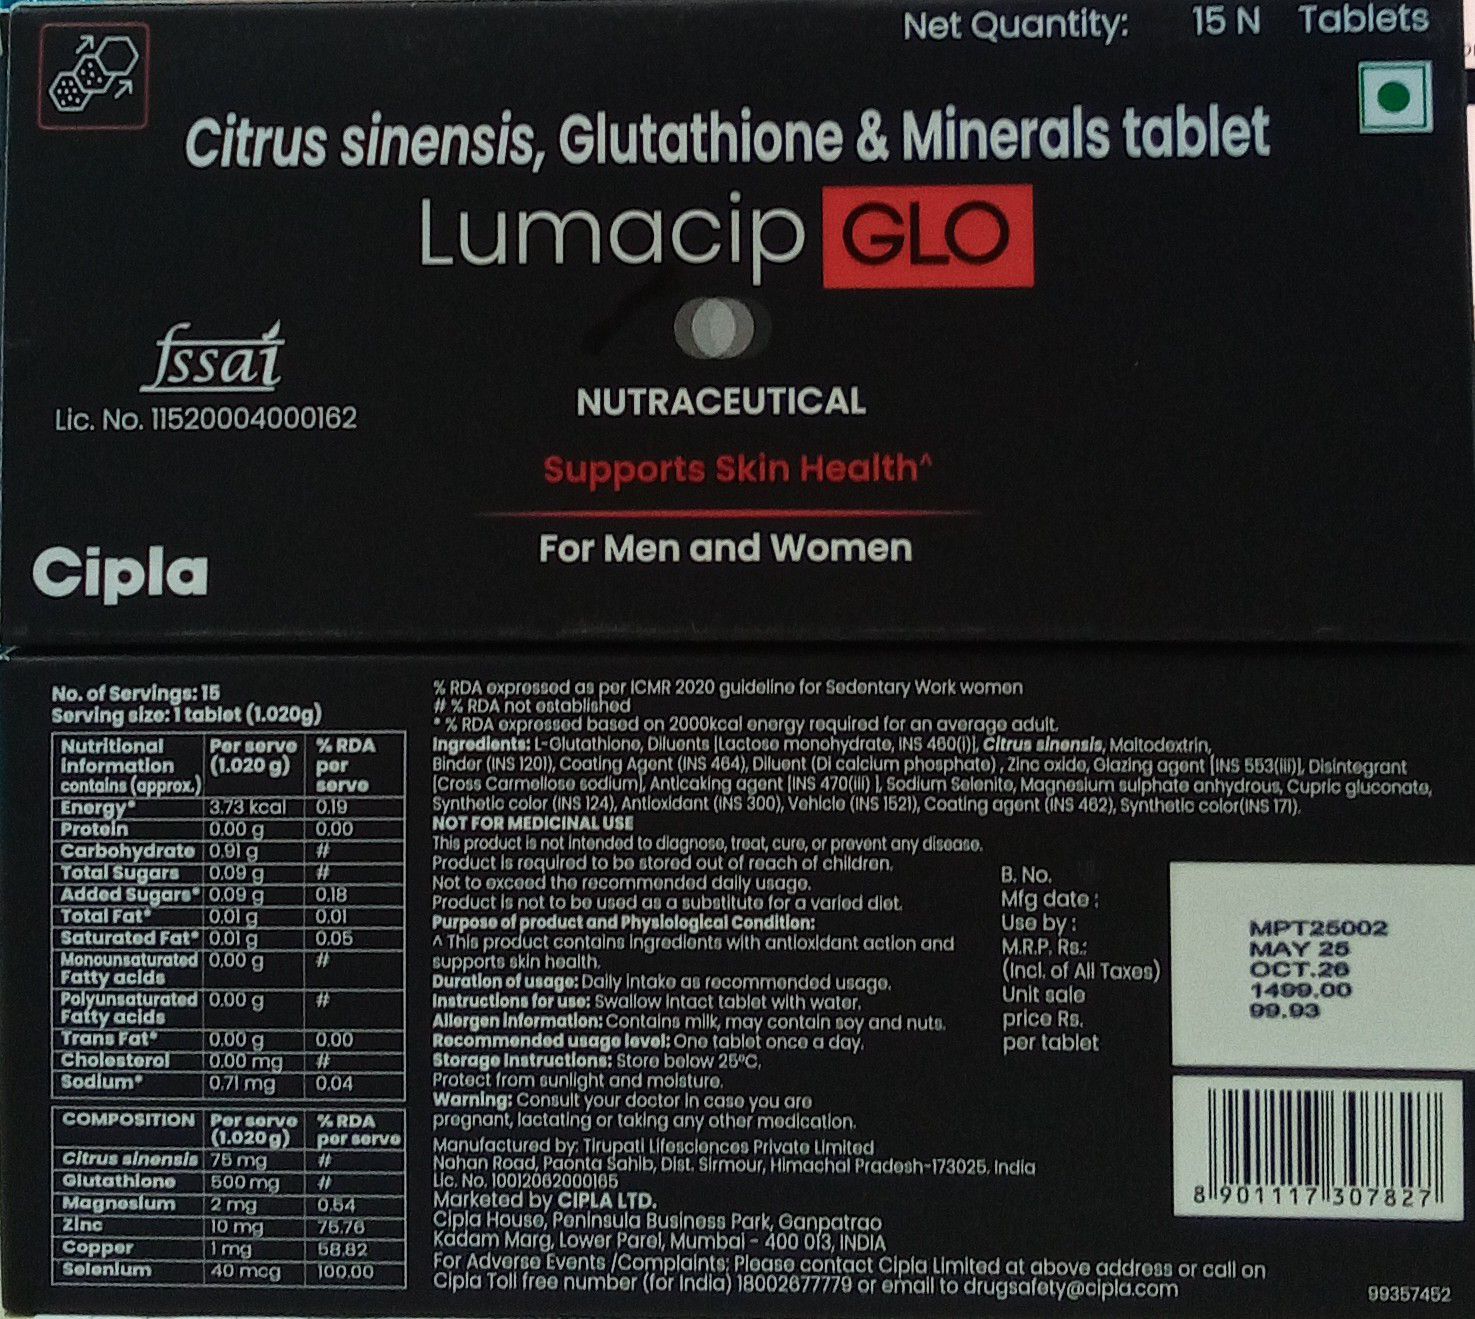 Net Quantity: 15 N Tablets
Citrus sinensis, Glutathione & Minerals tablet
Lumacip GLO
fssai
Lic. No. 11520004000162
NUTRACEUTICAL
Supports Skin Health^
For Men and Women
Cipla
No. of Servings: 15
Serving size: 1 tablet (1.020g)
Nutritional Information contains (approx.) Per serve (1.020 g) % RDA per serve
Energy* 3.73 kcal 0.19
Protein 0.00 g 0.00
Carbohydrate 0.91 g #
Total Sugars 0.09 g #
Added Sugars* 0.09 g 0.18
Total Fat* 0.01 g 0.01
Saturated Fat* 0.01 g 0.05
Monounsaturated Fatty acids 0.00 g #
Polyunsaturated Fatty acids 0.00 g #
Trans Fat* 0.00 g 0.00
Cholesterol 0.00 mg #
Sodium* 0.71 mg 0.04
COMPOSITION Per serve (1.020g) % RDA per serve
Citrus sinensis 75 mg #
Glutathione 500 mg #
Magnesium 2 mg 0.54
Zinc 10 mg 75.76
Copper 1 mg 58.82
Selenium 40 mcg 100.00
% RDA expressed as per ICMR 2020 guideline for Sedentary Work women
# % RDA not established
* % RDA expressed based on 2000kcal energy required for an average adult.
Ingredients: L-Glutathione, Diluents [Lactose monohydrate, INS 460(i)], Citrus sinensis, Maltodextrin,
Binder (INS 1201), Coating Agent (INS 464), Diluent (Di calcium phosphate), Zinc oxide, Glazing agent [INS 553(iii)], Disintegrant
[Cross Carmellose sodium], Anticaking agent [INS 470(iii) ], Sodium Selenite, Magnesium sulphate anhydrous, Cupric gluconate,
Synthetic color (INS 124), Antioxidant (INS 300), Vehicle (INS 1521), Coating agent (INS 462), Synthetic color(INS 171).
NOT FOR MEDICINAL USE
This product is not intended to diagnose, treat, cure, or prevent any disease.
Product is required to be stored out of reach of children.
Not to exceed the recommended daily usage.
Product is not to be used as a substitute for a varied diet.
Purpose of product and Physiological Condition:
^ This product contains ingredients with antioxidant action and
supports skin health.
Duration of usage: Daily intake as recommended usage.
Instructions for use: Swallow intact tablet with water.
Allergen Information: Contains milk, may contain soy and nuts.
Recommended usage level: One tablet once a day.
Storage Instructions: Store below 25°C,
Protect from sunlight and moisture.
Warning: Consult your doctor in case you are
pregnant, lactating or taking any other medication.
Manufactured by: Tirupati Lifesciences Private Limited
Nahan Road, Paonta Sahib, Dist. Sirmour, Himachal Pradesh-173025. India
Lic. No. 10012062000165
Marketed by CIPLA LTD.
Cipla House, Peninsula Business Park, Ganpatrao
Kadam Marg, Lower Parel, Mumbai - 400 013, INDIA
For Adverse Events /Complaints: Please contact Cipla Limited at above address or call on
Cipla Toll free number (for India) 18002677779 or email to drugsafety@cipla.com
B. No.
Mfg date :
Use by :
M.R.P. Rs.:
(Incl. of All Taxes)
Unit sale
price Rs.
per tablet
MPT25002
MAY 25
OCT.26
1499.00
99.93
8 901117 307827
99357452